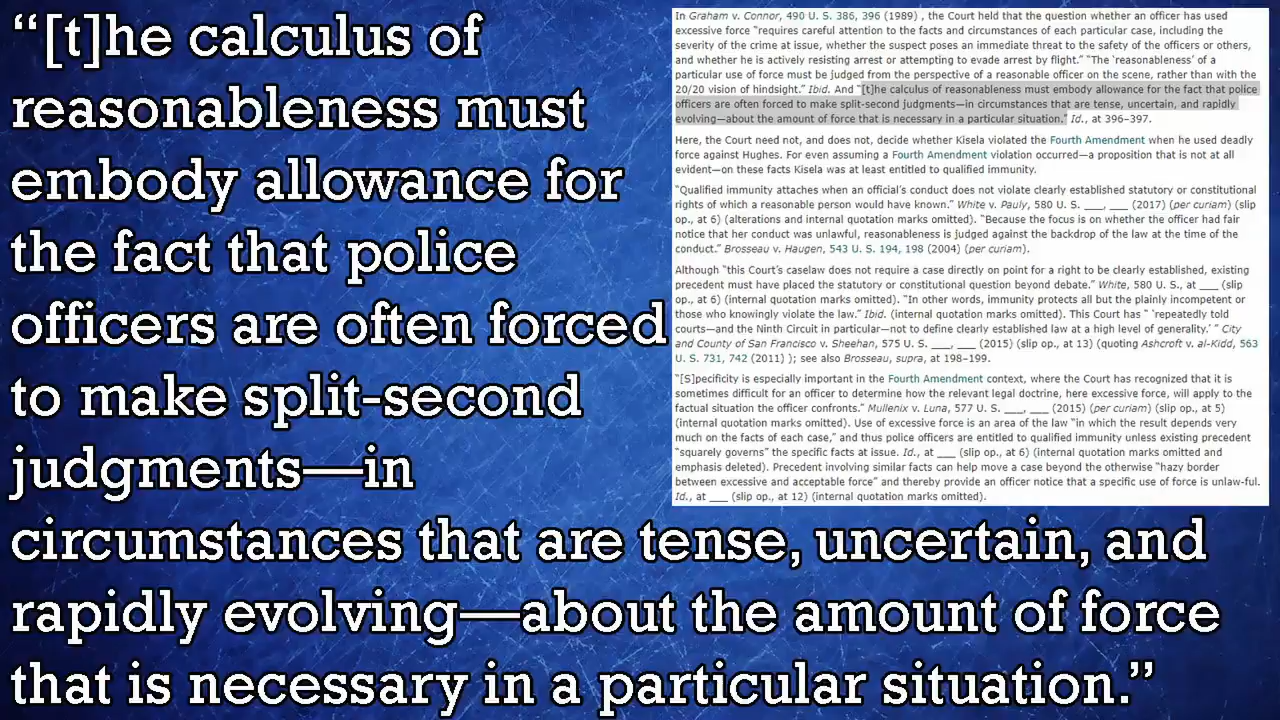 “[t]he calculus of
reasonableness must
embody allowance for
the fact that police
officers are often forced
to make split-second
judgments—in
circumstances that are tense, uncertain, and
rapidly evolving—about the amount of force
that is necessary in a particular situation.”
In Graham v. Connor, 490 U. S. 386, 396 (1989) , the Court held that the question whether an officer has used
excessive force “requires careful attention to the facts and circumstances of each particular case, including the
severity of the crime at issue, whether the suspect poses an immediate threat to the safety of the officers or others,
and whether he is actively resisting arrest or attempting to evade arrest by flight.” “The ‘reasonableness’ of a
particular use of force must be judged from the perspective of a reasonable officer on the scene, rather than with the
20/20 vision of hindsight.” Ibid. And “[t]he calculus of reasonableness must embody allowance for the fact that police
officers are often forced to make split-second judgments—in circumstances that are tense, uncertain, and rapidly
evolving—about the amount of force that is necessary in a particular situation.” Id., at 396–397.
Here, the Court need not, and does not, decide whether Kisela violated the Fourth Amendment when he used deadly
force against Hughes. For even assuming a Fourth Amendment violation occurred—a proposition that is not at all
evident—on these facts Kisela was at least entitled to qualified immunity.
“Qualified immunity attaches when an official’s conduct does not violate clearly established statutory or constitutional
rights of which a reasonable person would have known.” White v. Pauly, 580 U. S. ___, ___ (2017) (per curiam) (slip
op., at 6) (alterations and internal quotation marks omitted). “Because the focus is on whether the officer had fair
notice that her conduct was unlawful, reasonableness is judged against the backdrop of the law at the time of the
conduct.” Brosseau v. Haugen, 543 U. S. 194, 198 (2004) (per curiam).
Although “this Court’s caselaw does not require a case directly on point for a right to be clearly established, existing
precedent must have placed the statutory or constitutional question beyond debate.” White, 580 U. S., at ___ (slip
op., at 6) (internal quotation marks omitted). “In other words, immunity protects all but the plainly incompetent or
those who knowingly violate the law.” Ibid. (internal quotation marks omitted). This Court has “ ‘repeatedly told
courts—and the Ninth Circuit in particular—not to define clearly established law at a high level of generality.’ ” City
and County of San Francisco v. Sheehan, 575 U. S. ___, ___ (2015) (slip op., at 13) (quoting Ashcroft v. al-Kidd, 563
U. S. 731, 742 (2011) ); see also Brosseau, supra, at 198–199.
“[S]pecificity is especially important in the Fourth Amendment context, where the Court has recognized that it is
sometimes difficult for an officer to determine how the relevant legal doctrine, here excessive force, will apply to the
factual situation the officer confronts.” Mullenix v. Luna, 577 U. S. ___, ___ (2015) (per curiam) (slip op., at 5)
(internal quotation marks omitted). Use of excessive force is an area of the law “in which the result depends very
much on the facts of each case,” and thus police officers are entitled to qualified immunity unless existing precedent
“squarely governs” the specific facts at issue. Id., at ___ (slip op., at 6) (internal quotation marks omitted and
emphasis deleted). Precedent involving similar facts can help move a case beyond the otherwise “hazy border
between excessive and acceptable force” and thereby provide an officer notice that a specific use of force is unlaw-ful.
Id., at ___ (slip op., at 12) (internal quotation marks omitted).